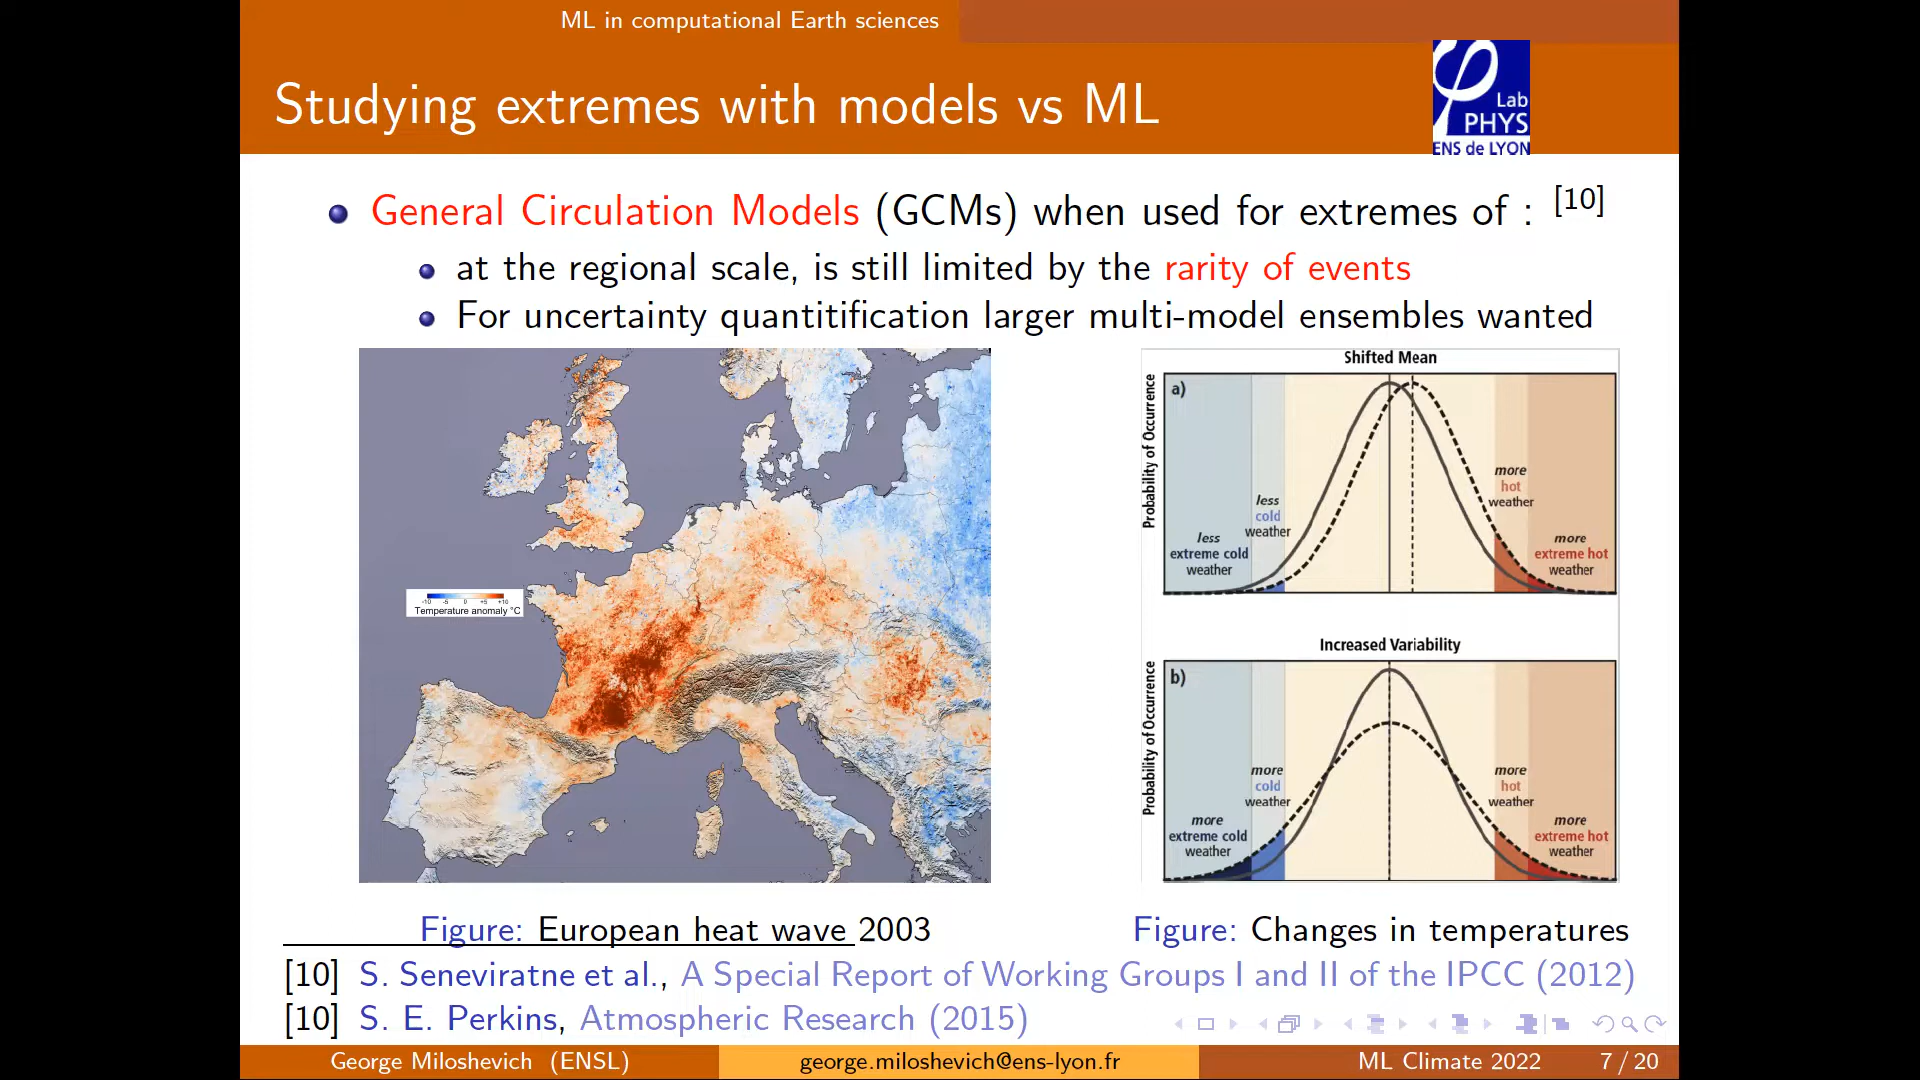 ML in computational Earth sciences
Studying extremes with models vs ML
Lab
PHYS
ENS de LYON
General Circulation Models (GCMs) when used for extremes of : [10]
at the regional scale, is still limited by the rarity of events
For uncertainty quantitification larger multi-model ensembles wanted
-10 -5 0 +5 +10
Temperature anomaly °C
Figure: European heat wave 2003
Shifted Mean
Probability of Occurrence
a)
less
extreme cold
weather
less
cold
weather
more
hot
weather
more
extreme hot
weather
Increased Variability
Probability of Occurrence
b)
more
extreme cold
weather
more
cold
weather
more
hot
weather
more
extreme hot
weather
Figure: Changes in temperatures
[10] S. Seneviratne et al., A Special Report of Working Groups I and II of the IPCC (2012)
[10] S. E. Perkins, Atmospheric Research (2015)
George Miloshevich (ENSL) george.miloshevich@ens-lyon.fr ML Climate 2022 7 / 20